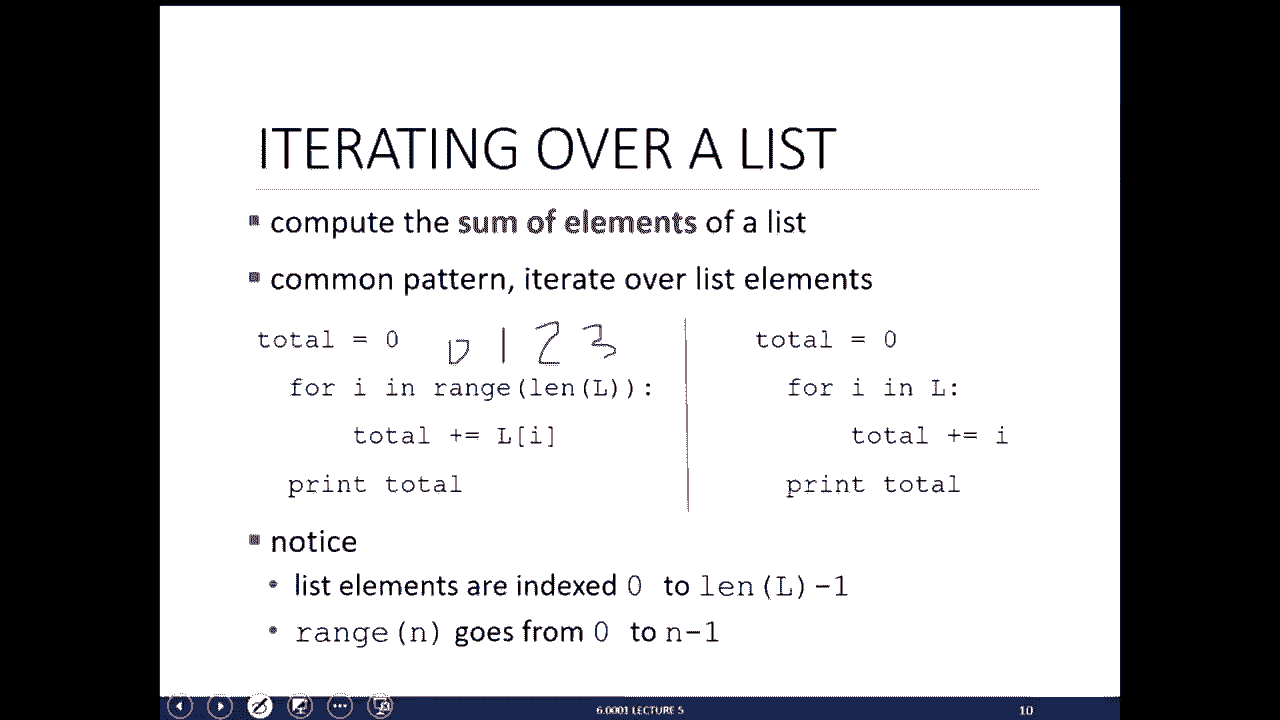 ITERATING OVER A LIST
compute the sum of elements of a list
common pattern, iterate over list elements
total = 0
0 1 2 3
for i in range(len(L)):
total += L[i]
print total
total = 0
for i in L:
total += i
print total
notice
list elements are indexed 0 to len(L)-1
range(n) goes from 0 to n-1
6.0001 LECTURE 5
10